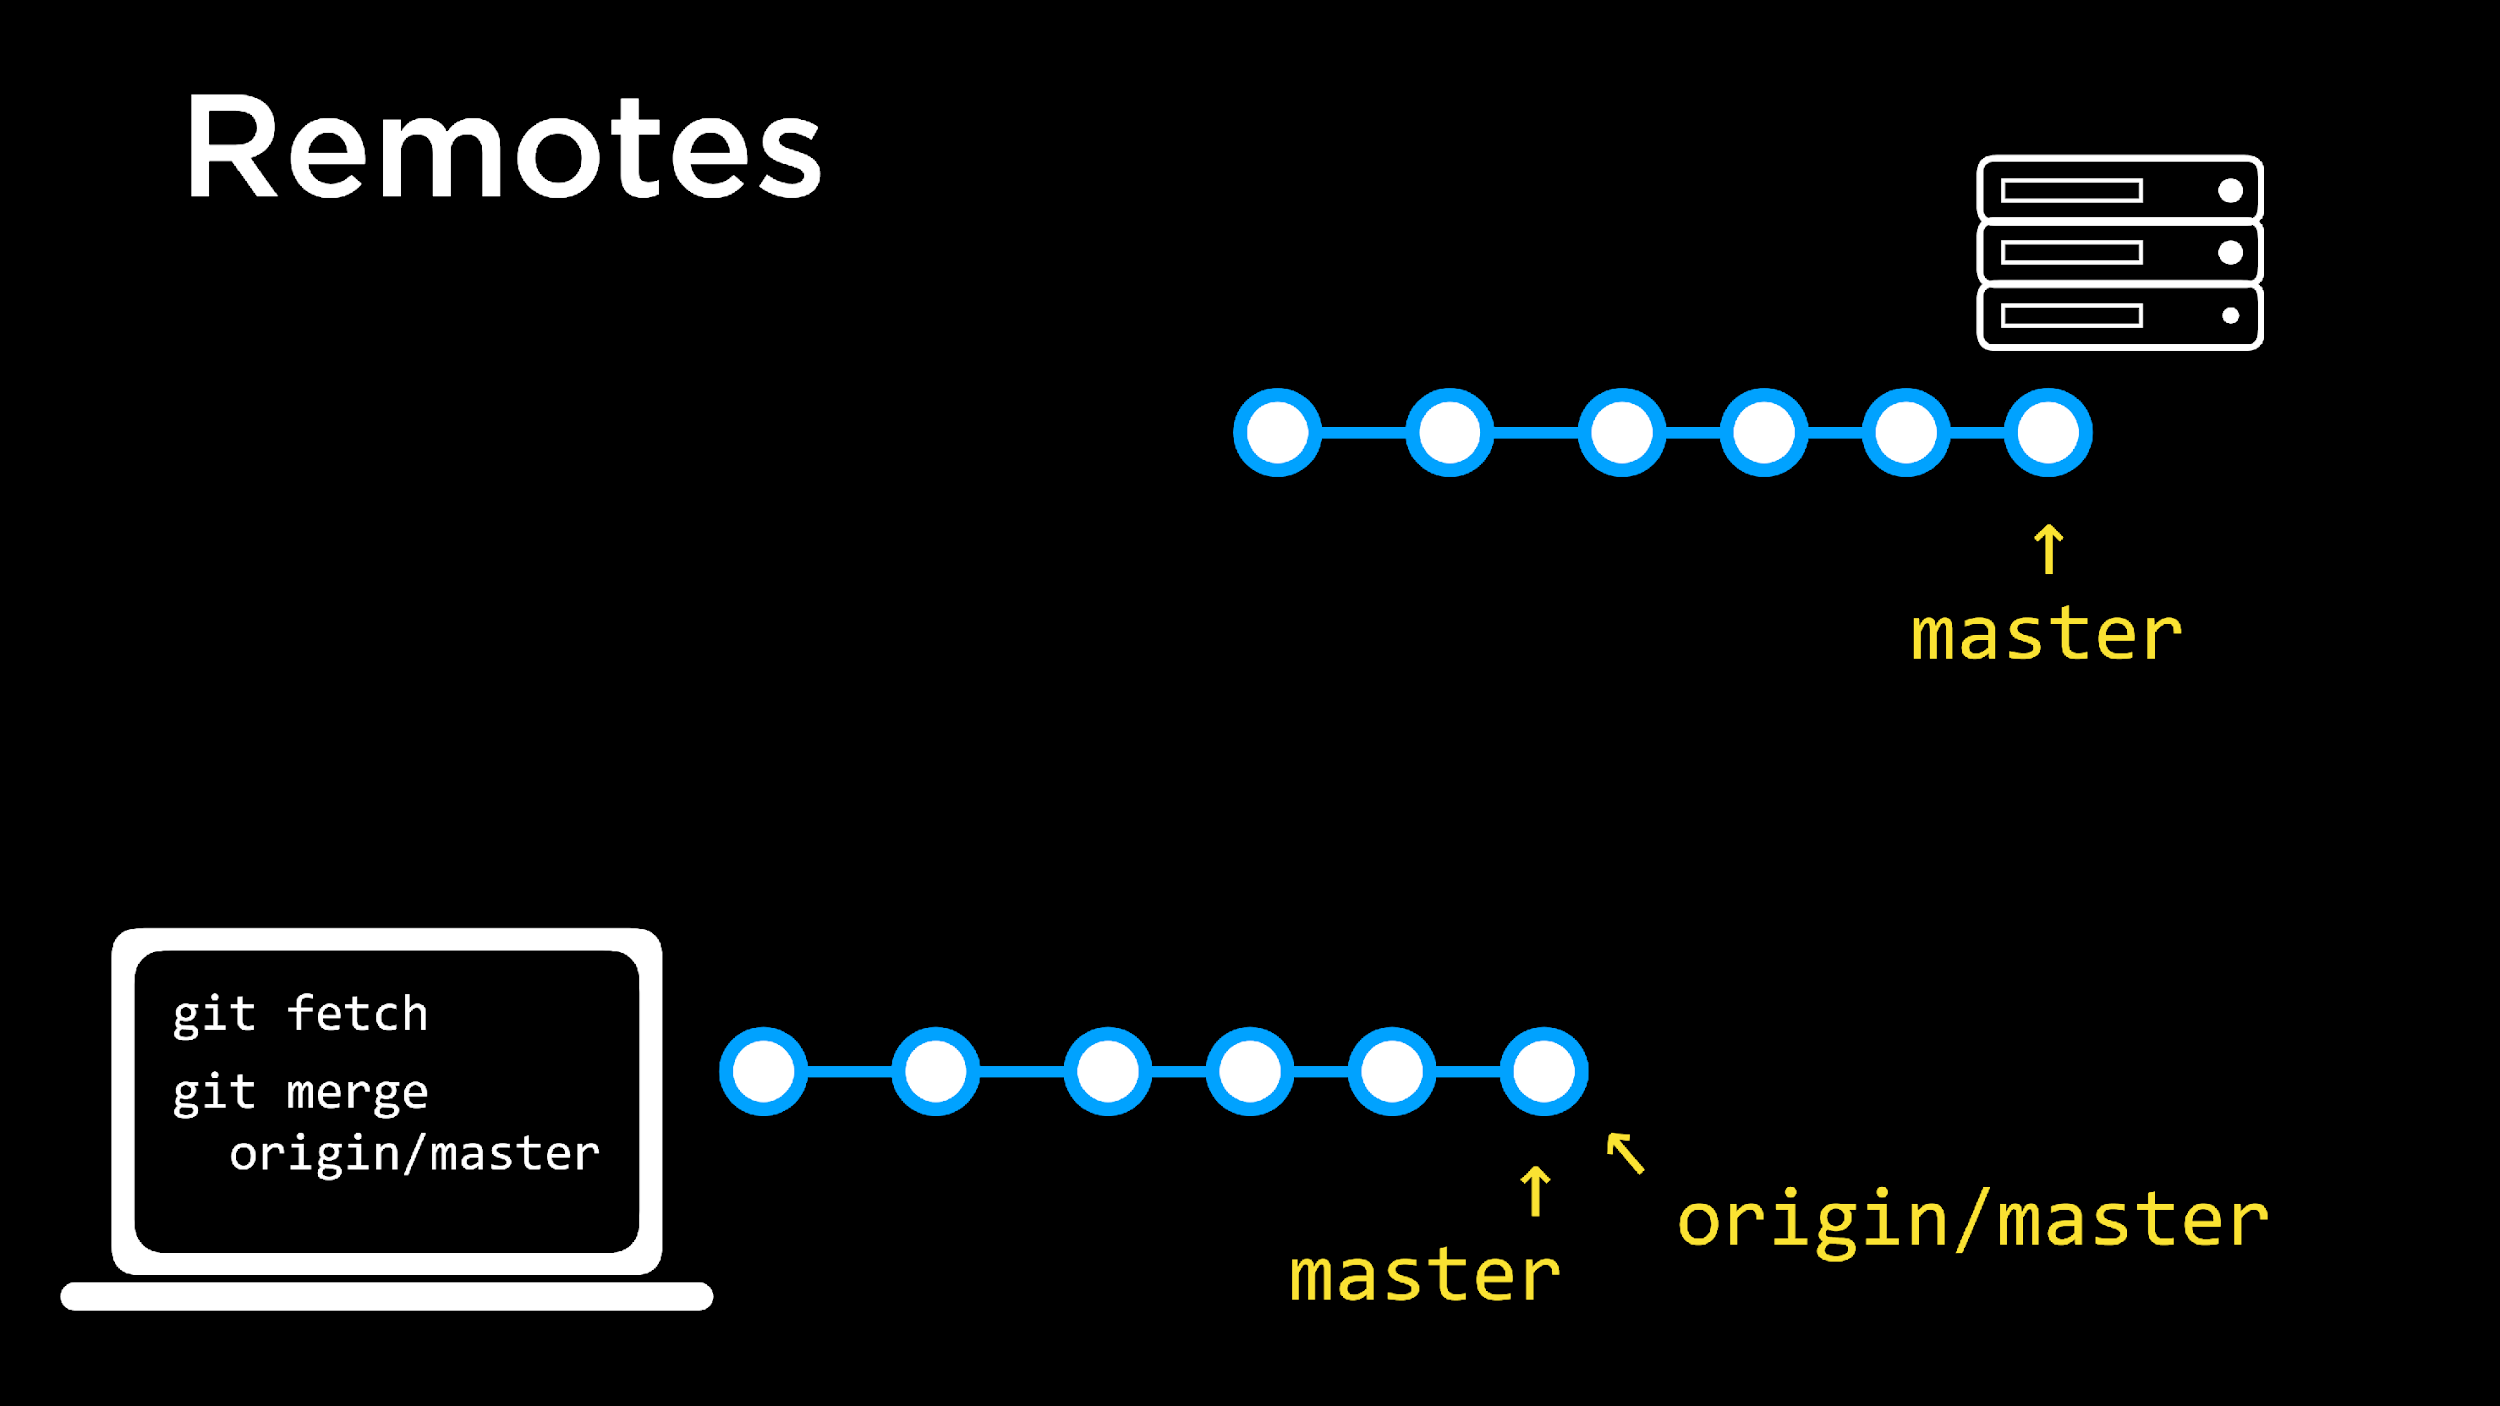 Remotes
↑
master
git fetch
git merge
origin/master
↑
master
↖
origin/master